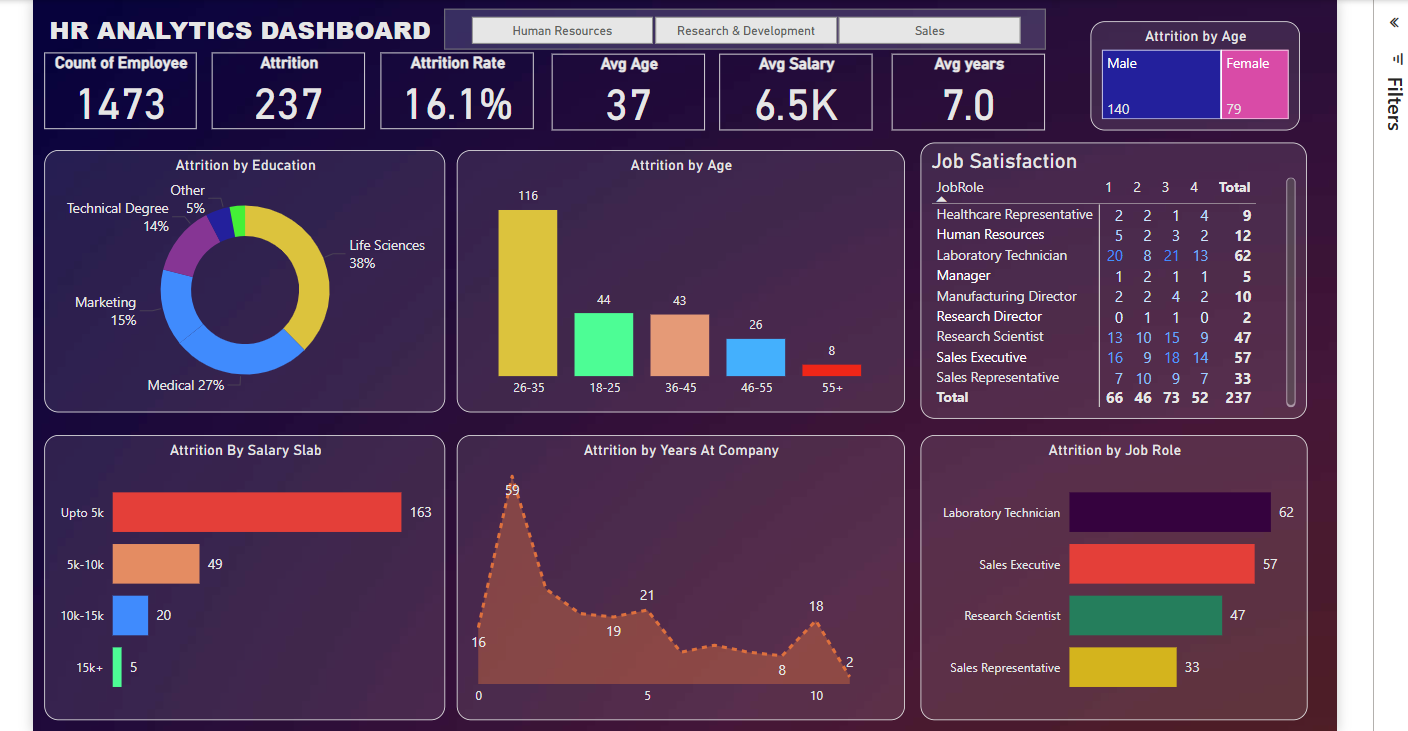 HR ANALYTICS DASHBOARD
Human Resources
Research & Development
Sales
Count of Employee
1473
Attrition
237
Attrition Rate
16.1%
Avg Age
37
Avg Salary
6.5K
Avg years
7.0
Attrition by Age
Male
140
Female
79
Filters
Attrition by Education
Other
5%
Technical Degree
14%
Life Sciences
38%
Marketing
15%
Medical 27%
Attrition by Age
116
44
43
26
8
26-35 18-25 36-45 46-55 55+
Job Satisfaction
JobRole 1 2 3 4 Total
Healthcare Representative 2 2 1 4 9
Human Resources 5 2 3 2 12
Laboratory Technician 20 8 21 13 62
Manager 1 2 1 1 5
Manufacturing Director 2 2 4 2 10
Research Director 0 1 1 0 2
Research Scientist 13 10 15 9 47
Sales Executive 16 9 18 14 57
Sales Representative 7 10 9 7 33
Total 66 46 73 52 237
Attrition By Salary Slab
Upto 5k 163
5k-10k 49
10k-15k 20
15k+ 5
Attrition by Years At Company
59
16
19
21
8
18
2
0 5 10
Attrition by Job Role
Laboratory Technician 62
Sales Executive 57
Research Scientist 47
Sales Representative 33